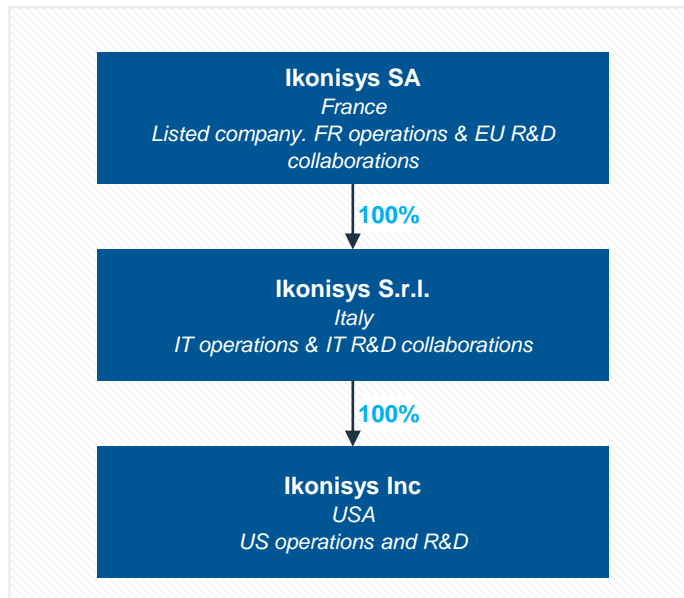 Ikonisys SA
France
Listed company. FR operations & EU R&D
collaborations
100%
Ikonisys S.r.l.
Italy
IT operations & IT R&D collaborations
100%
Ikonisys Inc
USA
US operations and R&D